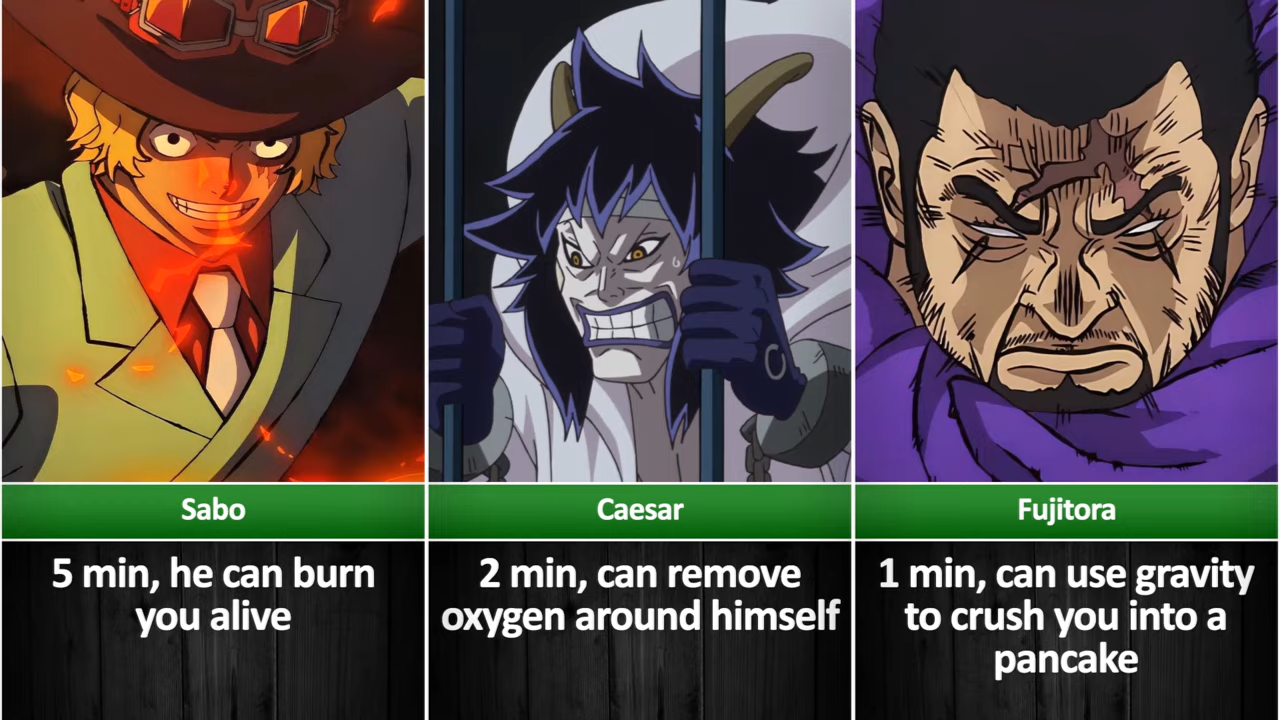 Sabo
5 min, he can burn
you alive
Caesar
2 min, can remove
oxygen around himself
Fujitora
1 min, can use gravity
to crush you into a
pancake